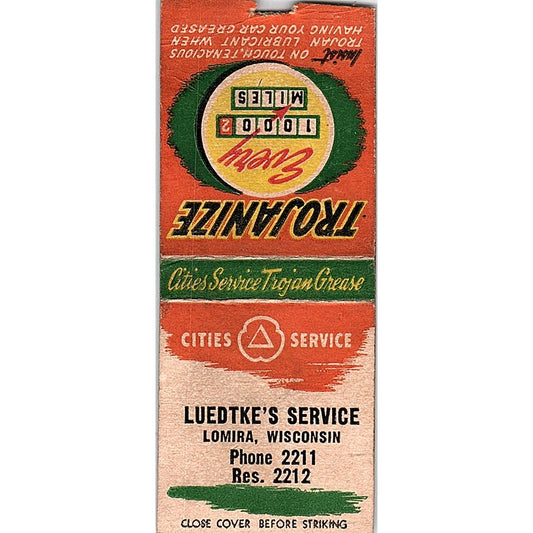 TROJANIZE
Every
1000 2
MILES
Insist ON TOUGH, TENACIOUS
TROJAN LUBRICANT WHEN
HAVING YOUR CAR GREASED
Cities Service Trojan Grease
CITIES SERVICE
LUEDTKE'S SERVICE
LOMIRA, WISCONSIN
Phone 2211
Res. 2212
CLOSE COVER BEFORE STRIKING